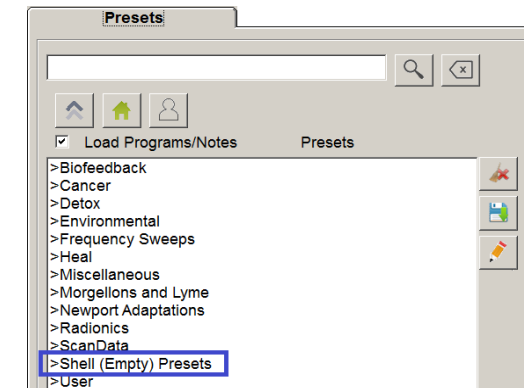 Presets
Load Programs/Notes Presets
>Biofeedback
>Cancer
>Detox
>Environmental
>Frequency Sweeps
>Heal
>Miscellaneous
>Morgellons and Lyme
>Newport Adaptations
>Radionics
>ScanData
>Shell (Empty) Presets
>User